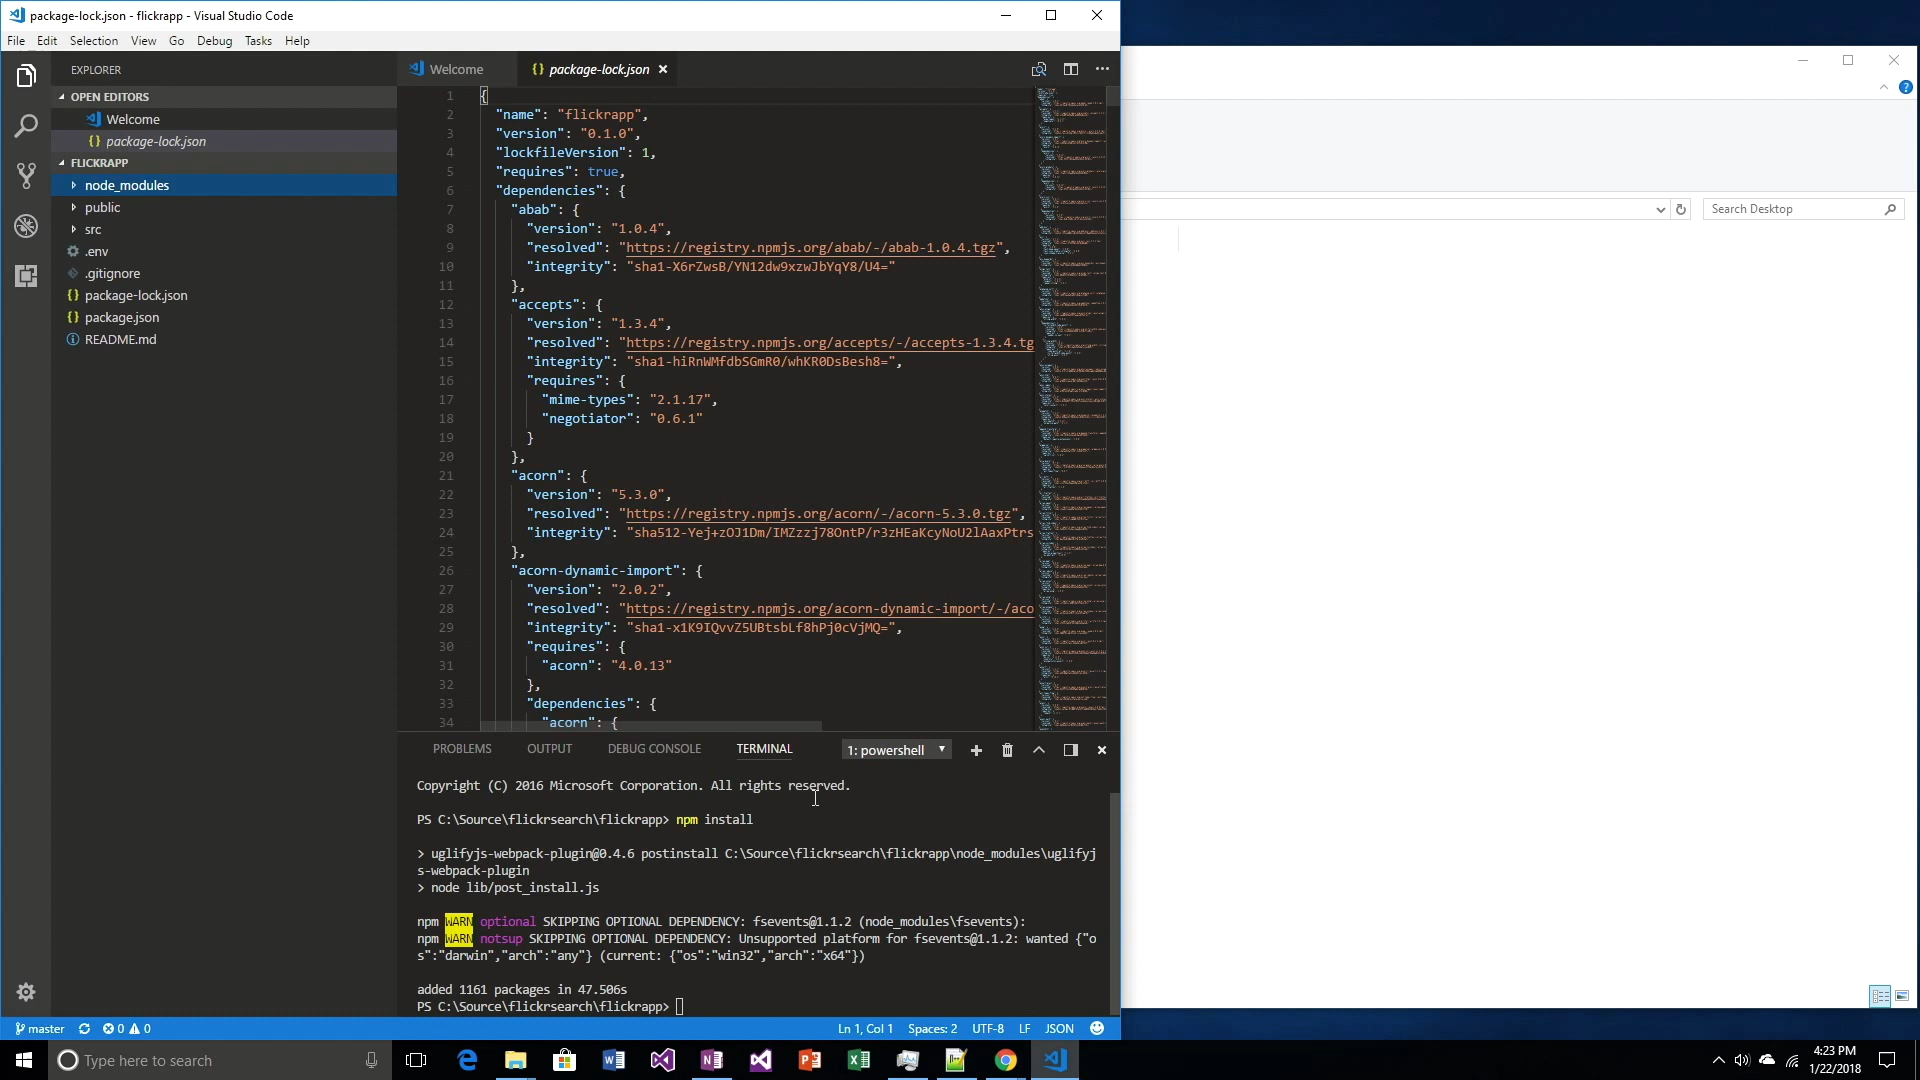 package-lock.json - flickrapp - Visual Studio Code
File Edit Selection View Go Debug Tasks Help
EXPLORER
OPEN EDITORS
Welcome
package-lock.json
FLICKRAPP
node_modules
public
src
.env
.gitignore
package-lock.json
package.json
README.md
Welcome
package-lock.json
1 {
2 "name": "flickrapp",
3 "version": "0.1.0",
4 "lockfileVersion": 1,
5 "requires": true,
6 "dependencies": {
7 "abab": {
8 "version": "1.0.4",
9 "resolved": "https://registry.npmjs.org/abab/-/abab-1.0.4.tgz",
10 "integrity": "sha1-X6rZwsB/YN12dw9xzwJbYqY8/U4="
11 },
12 "accepts": {
13 "version": "1.3.4",
14 "resolved": "https://registry.npmjs.org/accepts/-/accepts-1.3.4.tg
15 "integrity": "sha1-hiRnWMfdbSGmR0/whKR0DsBesh8=",
16 "requires": {
17 "mime-types": "2.1.17",
18 "negotiator": "0.6.1"
19 }
20 },
21 "acorn": {
22 "version": "5.3.0",
23 "resolved": "https://registry.npmjs.org/acorn/-/acorn-5.3.0.tgz",
24 "integrity": "sha512-Yej+zOJ1Dm/IMZzzj78OntP/r3zHEaKcyNoU2lAaxPtrs
25 },
26 "acorn-dynamic-import": {
27 "version": "2.0.2",
28 "resolved": "https://registry.npmjs.org/acorn-dynamic-import/-/aco
29 "integrity": "sha1-x1K9IQvvZ5UBtsbLf8hPj0cVjMQ=",
30 "requires": {
31 "acorn": "4.0.13"
32 },
33 "dependencies": {
34 "acorn": {
PROBLEMS OUTPUT DEBUG CONSOLE TERMINAL 1: powershell
Copyright (C) 2016 Microsoft Corporation. All rights reserved.
PS C:\Source\flickrsearch\flickrapp> npm install
> uglifyjs-webpack-plugin@0.4.6 postinstall C:\Source\flickrsearch\flickrapp\node_modules\uglifyj
s-webpack-plugin
> node lib/post_install.js
npm WARN optional SKIPPING OPTIONAL DEPENDENCY: fsevents@1.1.2 (node_modules\fsevents):
npm WARN notsup SKIPPING OPTIONAL DEPENDENCY: Unsupported platform for fsevents@1.1.2: wanted {"o
s":"darwin","arch":"any"} (current: {"os":"win32","arch":"x64"})
added 1161 packages in 47.506s
PS C:\Source\flickrsearch\flickrapp>
master 0 0 Ln 1, Col 1 Spaces: 2 UTF-8 LF JSON
Search Desktop
Type here to search
4:23 PM
1/22/2018